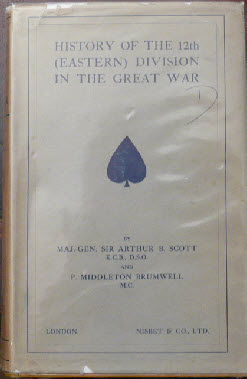 HISTORY OF THE 12th
(EASTERN) DIVISION
IN THE GREAT WAR
BY
MAJ.-GEN. SIR ARTHUR B. SCOTT
K.C.B., D.S.O.
AND
P. MIDDLETON BRUMWELL
M.C.
LONDON NISBET & CO., LTD.